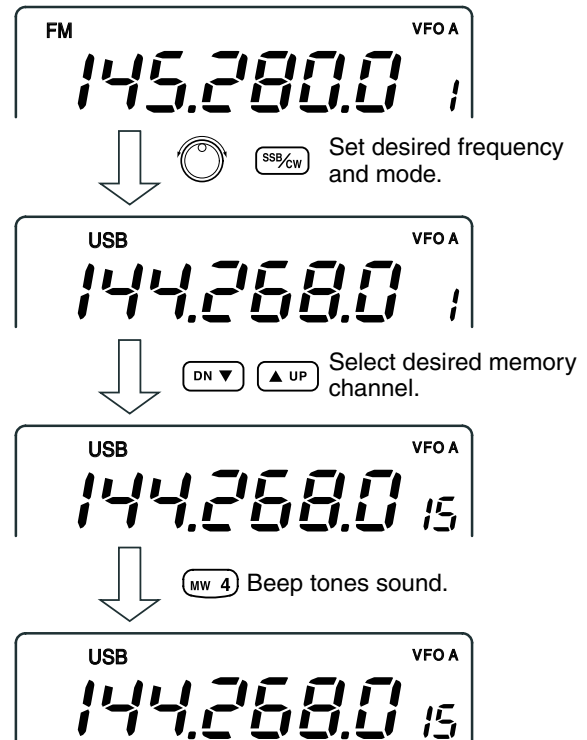 FM VFO A
145.280.0 1
SSB/CW Set desired frequency
and mode.
USB VFO A
144.268.0 1
DN ▼ ▲ UP Select desired memory
channel.
USB VFO A
144.268.0 15
MW 4 Beep tones sound.
USB VFO A
144.268.0 15